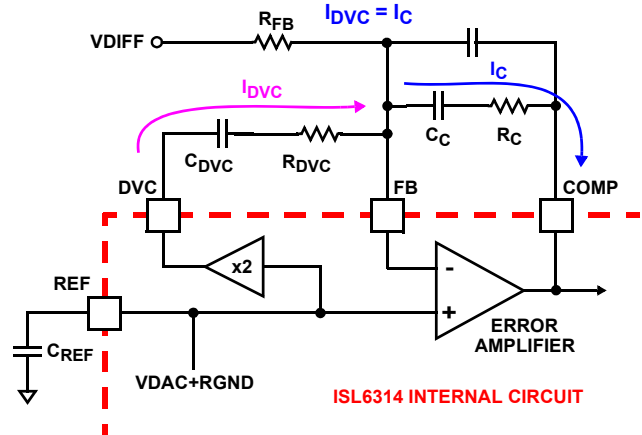 RFB
IDVC = IC
VDIFF
IDVC
IC
CDVC
RDVC
CC
RC
DVC
FB
COMP
x2
-
+
REF
CREF
ERROR
AMPLIFIER
VDAC+RGND
ISL6314 INTERNAL CIRCUIT